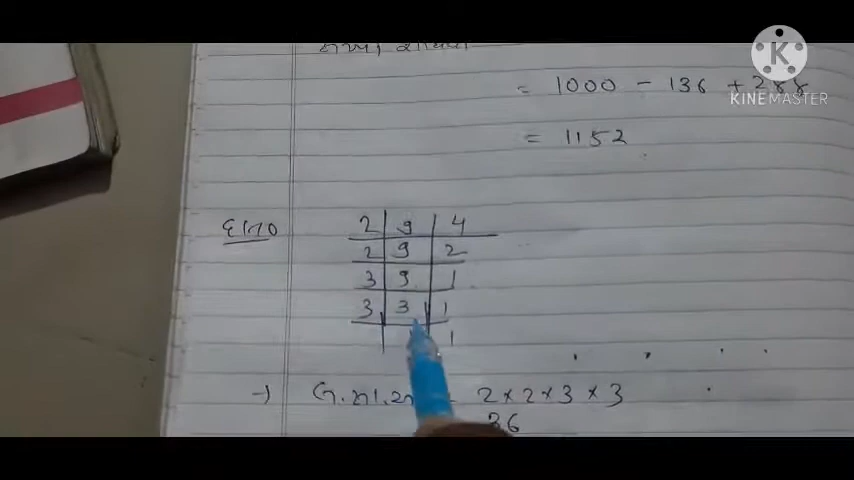 = 1000 - 136 + 288
KINEMASTER
= 1152
દા.ત.
2 | 9 | 4
2 | 9 | 2
3 | 9 | 1
3 | 3 | 1
1
→ લ.સા.અ = 2 × 2 × 3 × 3
36